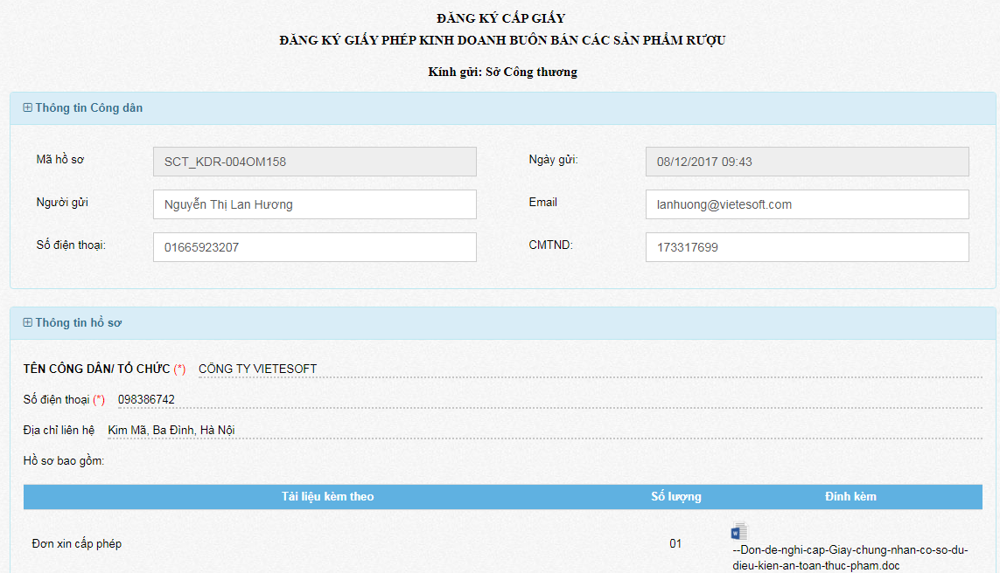 ĐĂNG KÝ CẤP GIẤY
ĐĂNG KÝ GIẤY PHÉP KINH DOANH BUÔN BÁN CÁC SẢN PHẨM RƯỢU
Kính gửi: Sở Công thương
Thông tin Công dân
Mã hồ sơ SCT_KDR-004OM158 Ngày gửi: 08/12/2017 09:43
Người gửi Nguyễn Thị Lan Hương Email lanhuong@vietesoft.com
Số điện thoại: 01665923207 CMTND: 173317699
Thông tin hồ sơ
TÊN CÔNG DÂN/ TỔ CHỨC (*) CÔNG TY VIETESOFT
Số điện thoại (*) 098386742
Địa chỉ liên hệ Kim Mã, Ba Đình, Hà Nội
Hồ sơ bao gồm:
Tài liệu kèm theo Số lượng Đính kèm
Đơn xin cấp phép 01 --Don-de-nghi-cap-Giay-chung-nhan-co-so-du-
dieu-kien-an-toan-thuc-pham.doc